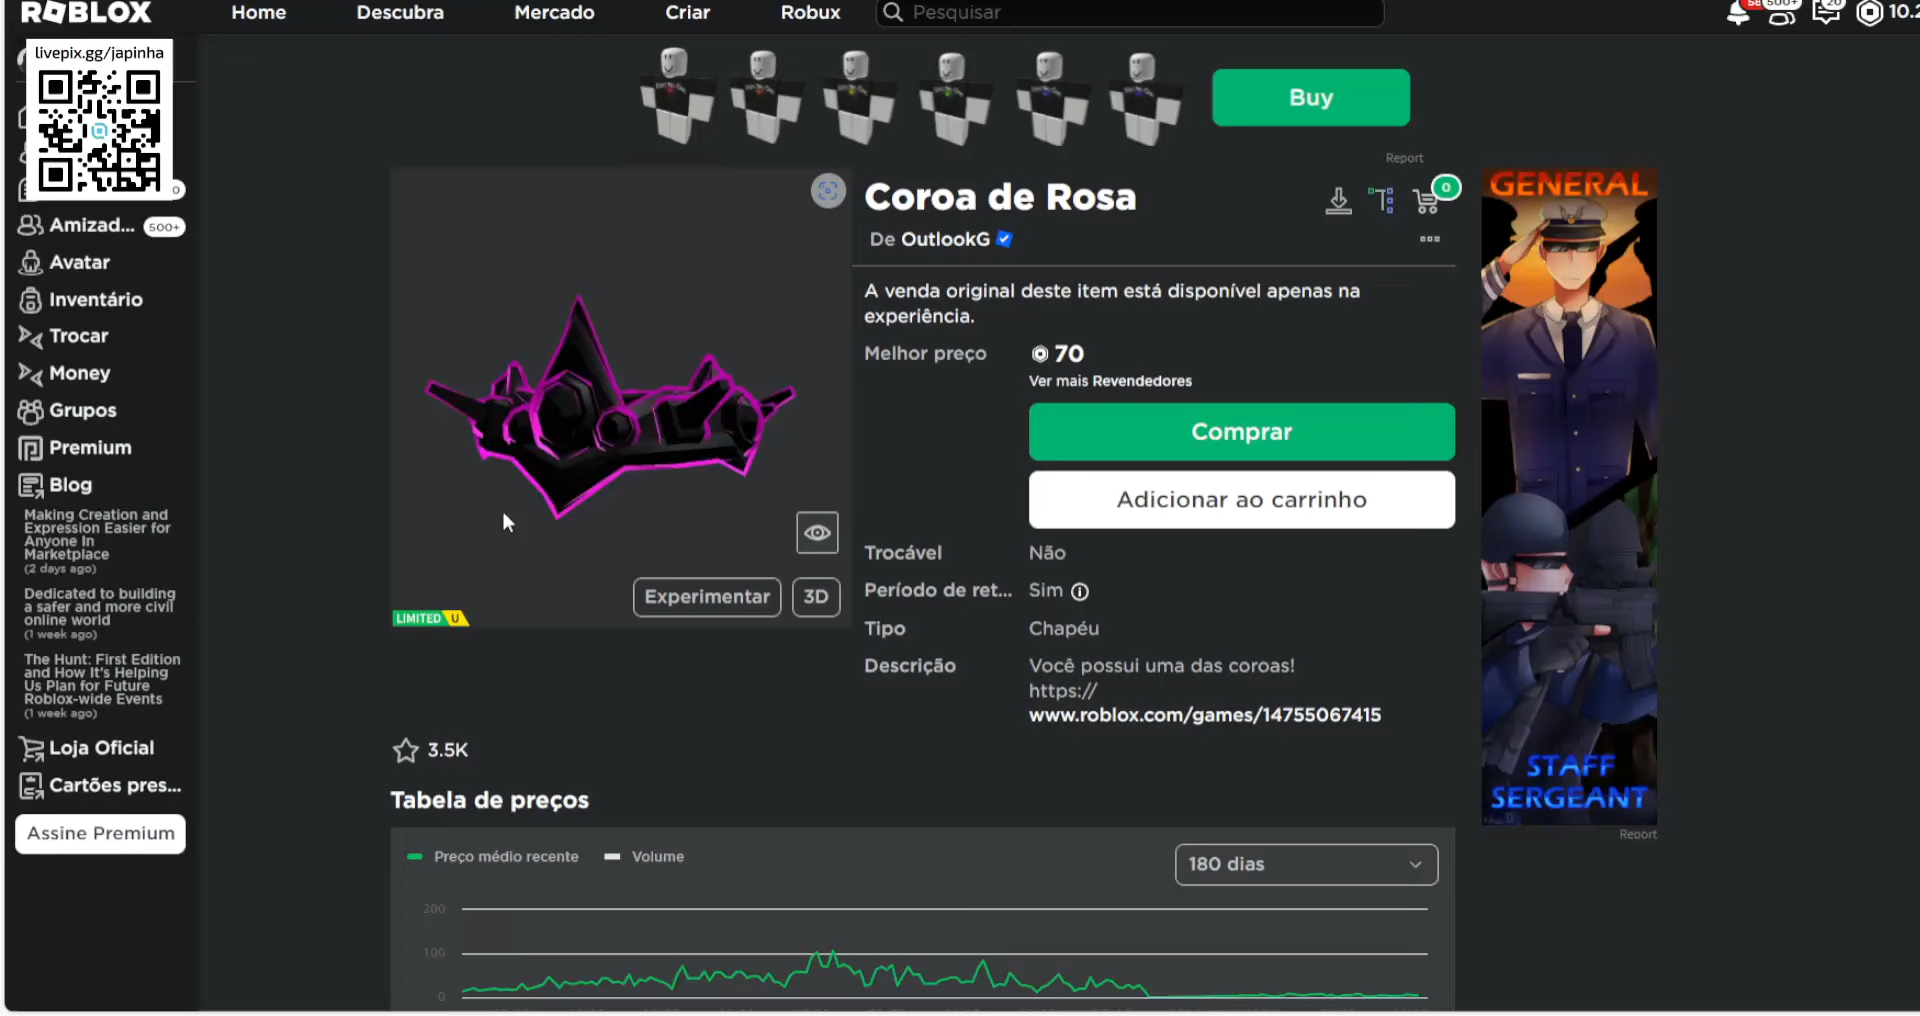 ROBLOX
Home
Descubra
Mercado
Criar
Robux
Pesquisar
500+
20
10.2
livepix.gg/japinha
Amizad...
500+
Avatar
Inventário
Trocar
Money
Grupos
Premium
Blog
Making Creation and
Expression Easier for
Anyone In
Marketplace
(2 days ago)
Dedicated to building
a safer and more civil
online world
(1 week ago)
The Hunt: First Edition
and How It's Helping
Us Plan for Future
Roblox-wide Events
(1 week ago)
Loja Oficial
Cartões pres...
Assine Premium
Buy
Report
Coroa de Rosa
0
De OutlookG
A venda original deste item está disponível apenas na
experiência.
Melhor preço
70
Ver mais Revendedores
Comprar
Adicionar ao carrinho
Trocável
Não
Período de ret...
Sim
Tipo
Chapéu
Descrição
Você possui uma das coroas!
https://
www.roblox.com/games/14755067415
Experimentar
3D
LIMITED U
3.5K
Tabela de preços
Preço médio recente
Volume
180 dias
200
100
0
GENERAL
STAFF
SERGEANT
Report